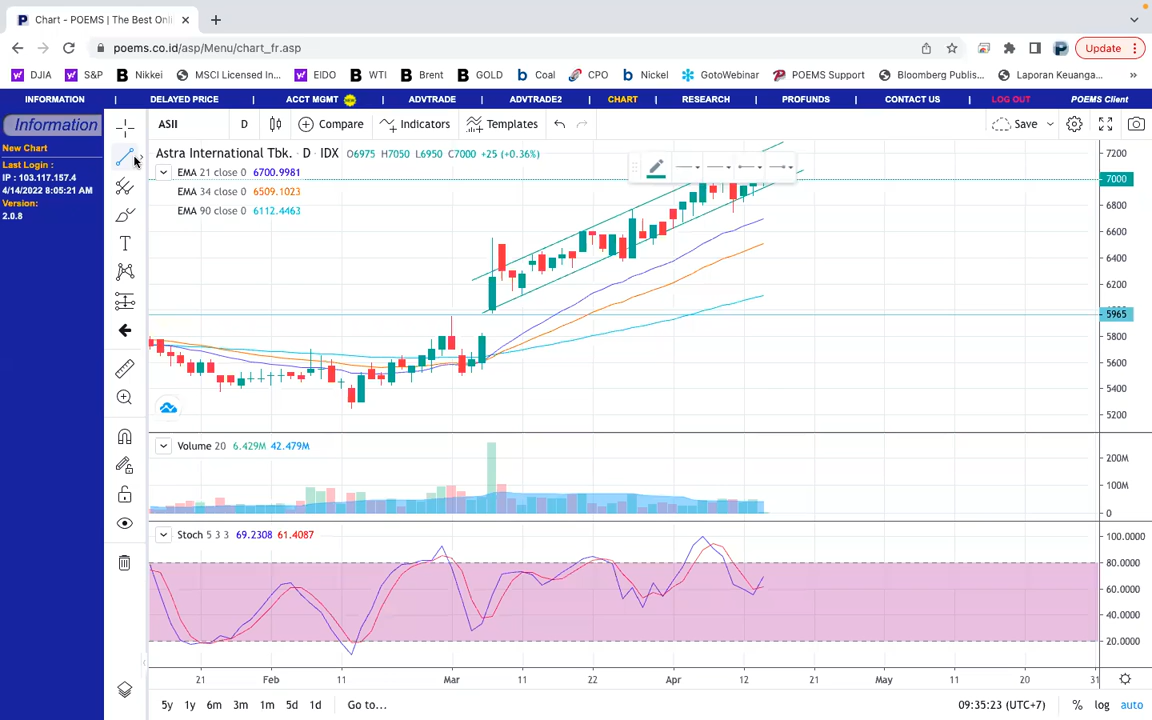 Chart - POEMS | The Best Onli
poems.co.id/asp/Menu/chart_fr.asp
Update
DJIA
S&P
Nikkei
MSCI Licensed In...
EIDO
WTI
Brent
GOLD
Coal
CPO
Nickel
GotoWebinar
POEMS Support
Bloomberg Publis...
Laporan Keuanga...
INFORMATION | DELAYED PRICE | ACCT MGMT | ADVTRADE | ADVTRADE2 | CHART | RESEARCH | PROFUNDS | CONTACT US | LOG OUT POEMS Client
Information
New Chart
Last Login :
IP : 103.117.157.4
4/14/2022 8:05:21 AM
Version:
2.0.8
ASII D Compare Indicators Templates Save
Astra International Tbk. · D · IDX O6975 H7050 L6950 C7000 +25 (+0.36%)
EMA 21 close 0 6700.9981
EMA 34 close 0 6509.1023
EMA 90 close 0 6112.4463
7200
7000
6800
6600
6400
6200
5965
5800
5600
5400
5200
Volume 20 6.429M 42.479M
200M
100M
0
Stoch 5 3 3 69.2308 61.4087
100.0000
80.0000
60.0000
40.0000
20.0000
21 Feb 11 Mar 11 22 Apr 12 21 May 11 20 31
5y 1y 6m 3m 1m 5d 1d Go to... 09:35:23 (UTC+7) % log auto